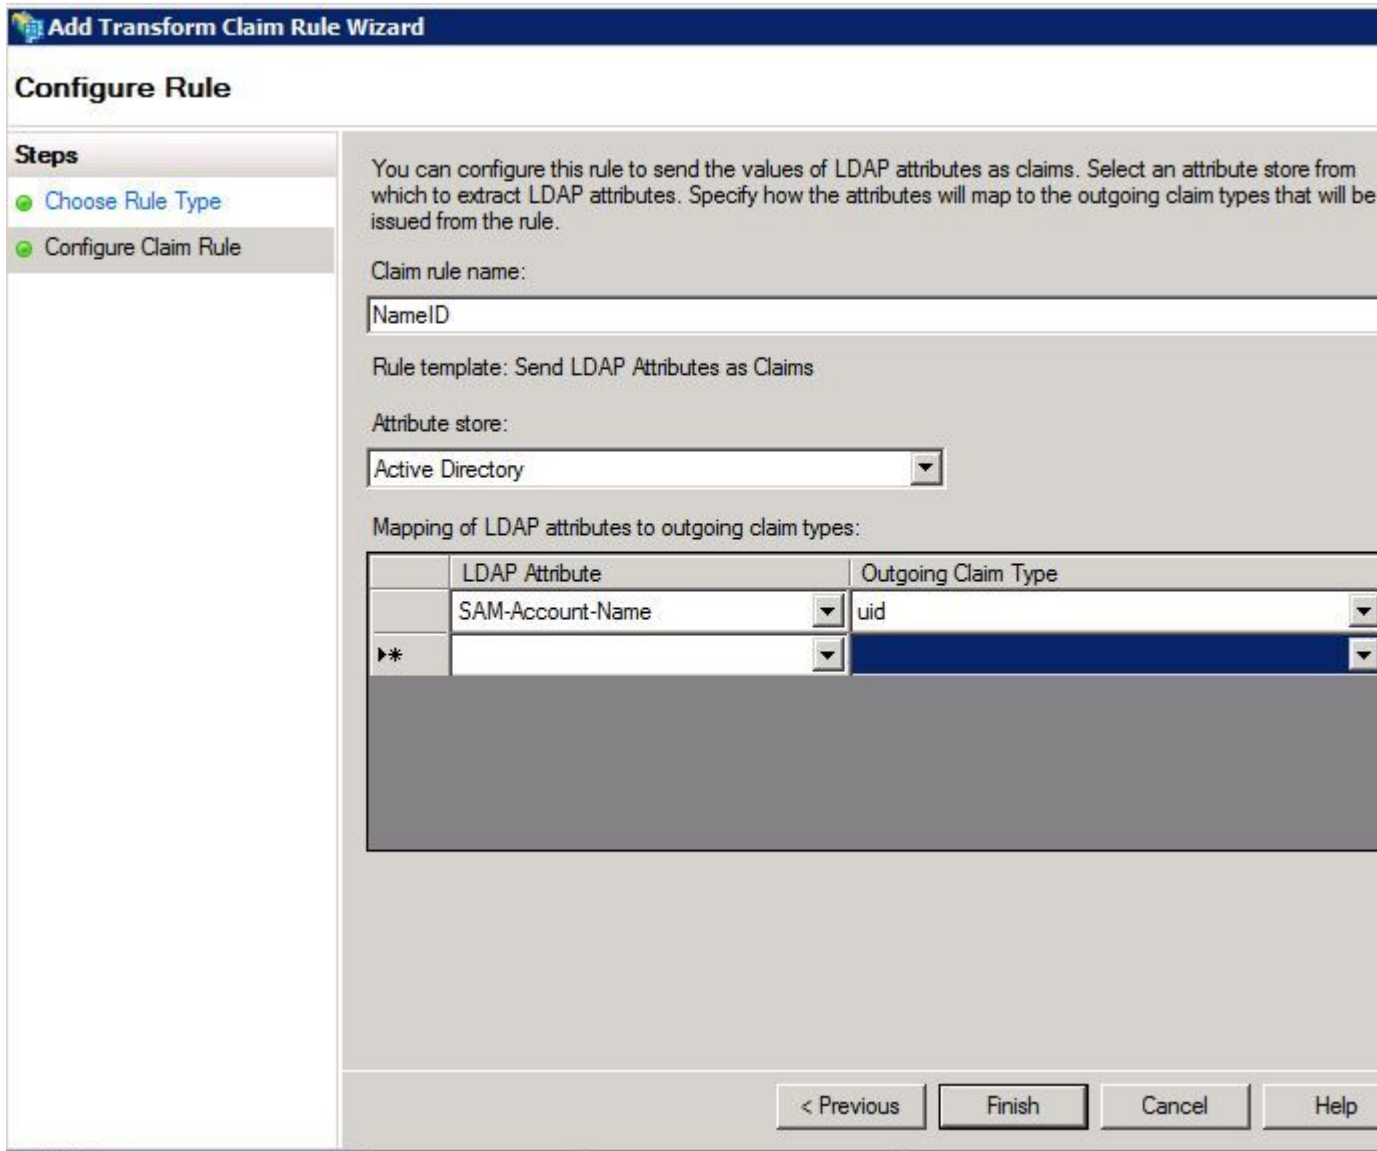 Add Transform Claim Rule Wizard
Configure Rule
Steps
Choose Rule Type
Configure Claim Rule
You can configure this rule to send the values of LDAP attributes as claims. Select an attribute store from
which to extract LDAP attributes. Specify how the attributes will map to the outgoing claim types that will be
issued from the rule.
Claim rule name:
NameID
Rule template: Send LDAP Attributes as Claims
Attribute store:
Active Directory
Mapping of LDAP attributes to outgoing claim types:
LDAP Attribute Outgoing Claim Type
SAM-Account-Name uid
< Previous Finish Cancel Help